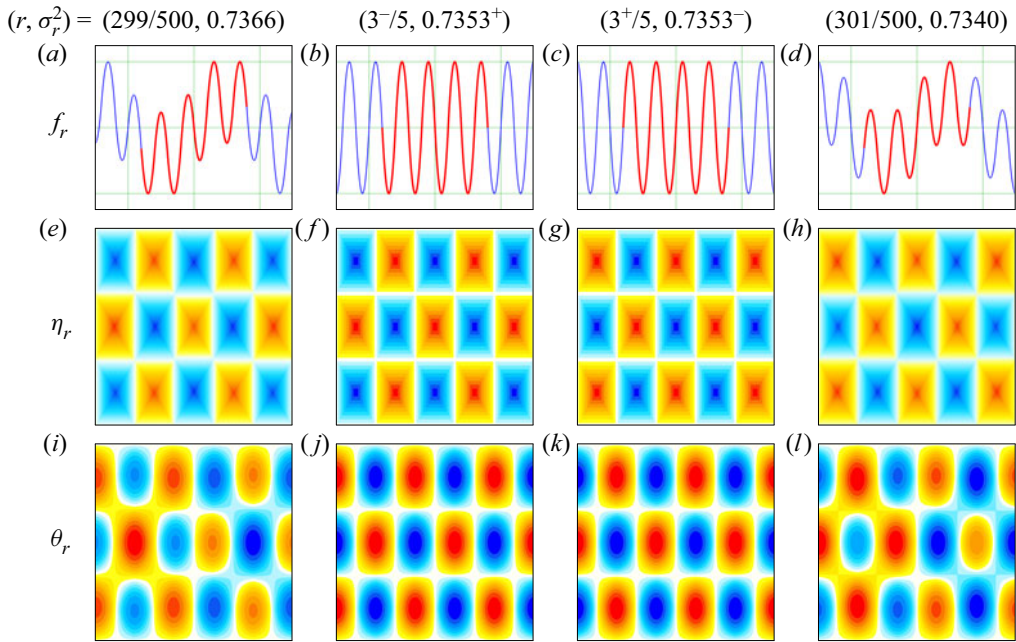 (r, σ_r^2) = (299/500, 0.7366) (3^−/5, 0.7353^+) (3^+/5, 0.7353^−) (301/500, 0.7340)
(a) (b) (c) (d)
f_r
(e) (f) (g) (h)
η_r
(i) (j) (k) (l)
θ_r